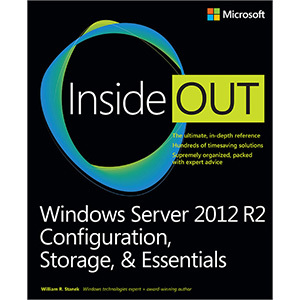 Microsoft
Inside OUT
The ultimate, in-depth reference
Hundreds of timesaving solutions
Supremely organized, packed
with expert advice
Windows Server 2012 R2
Configuration,
Storage, & Essentials
William R. Stanek Windows technologies expert + award-winning author